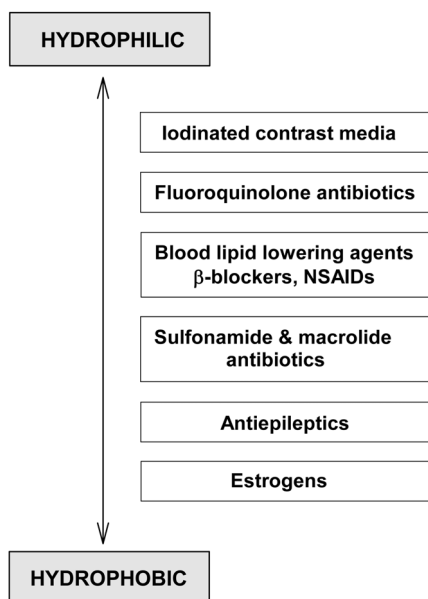 HYDROPHILIC
Iodinated contrast media
Fluoroquinolone antibiotics
Blood lipid lowering agents
β-blockers, NSAIDs
Sulfonamide & macrolide
antibiotics
Antiepileptics
Estrogens
HYDROPHOBIC